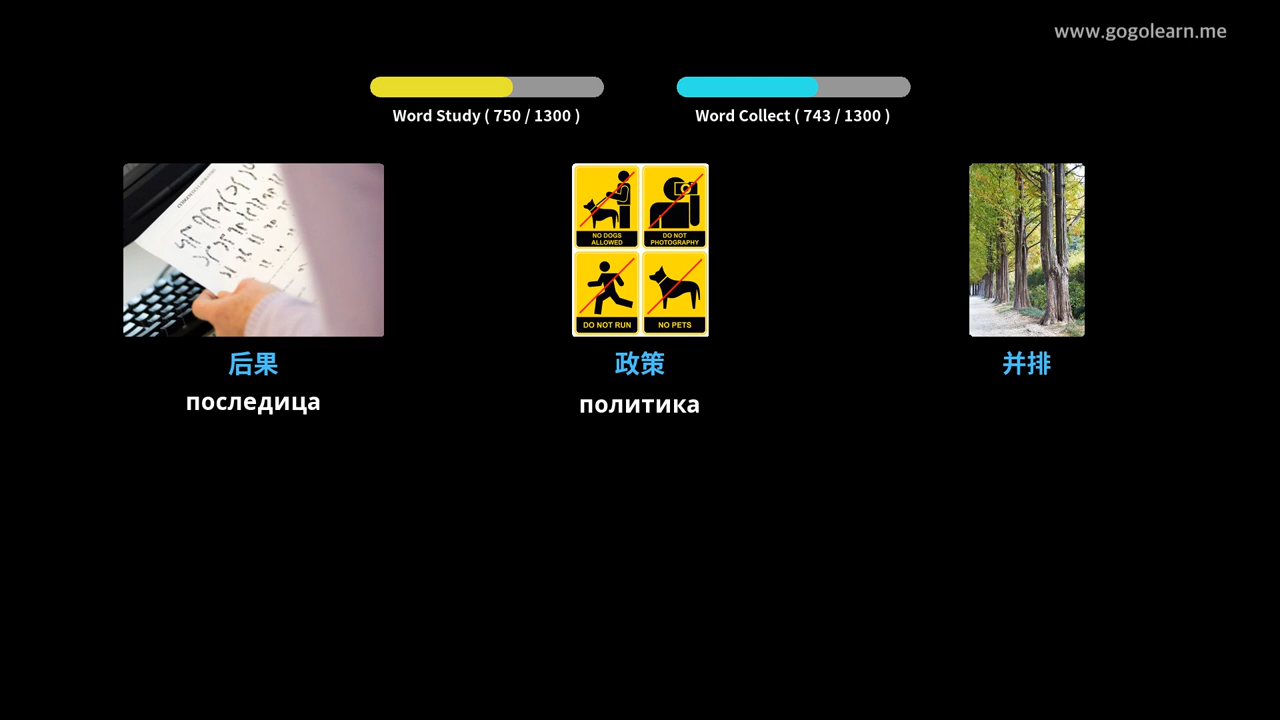 www.gogolearn.me
Word Study ( 750 / 1300 )
Word Collect ( 743 / 1300 )
NO DOGS
ALLOWED
DO NOT
PHOTOGRAPHY
DO NOT RUN
NO PETS
后果
政策
并排
последица
политика